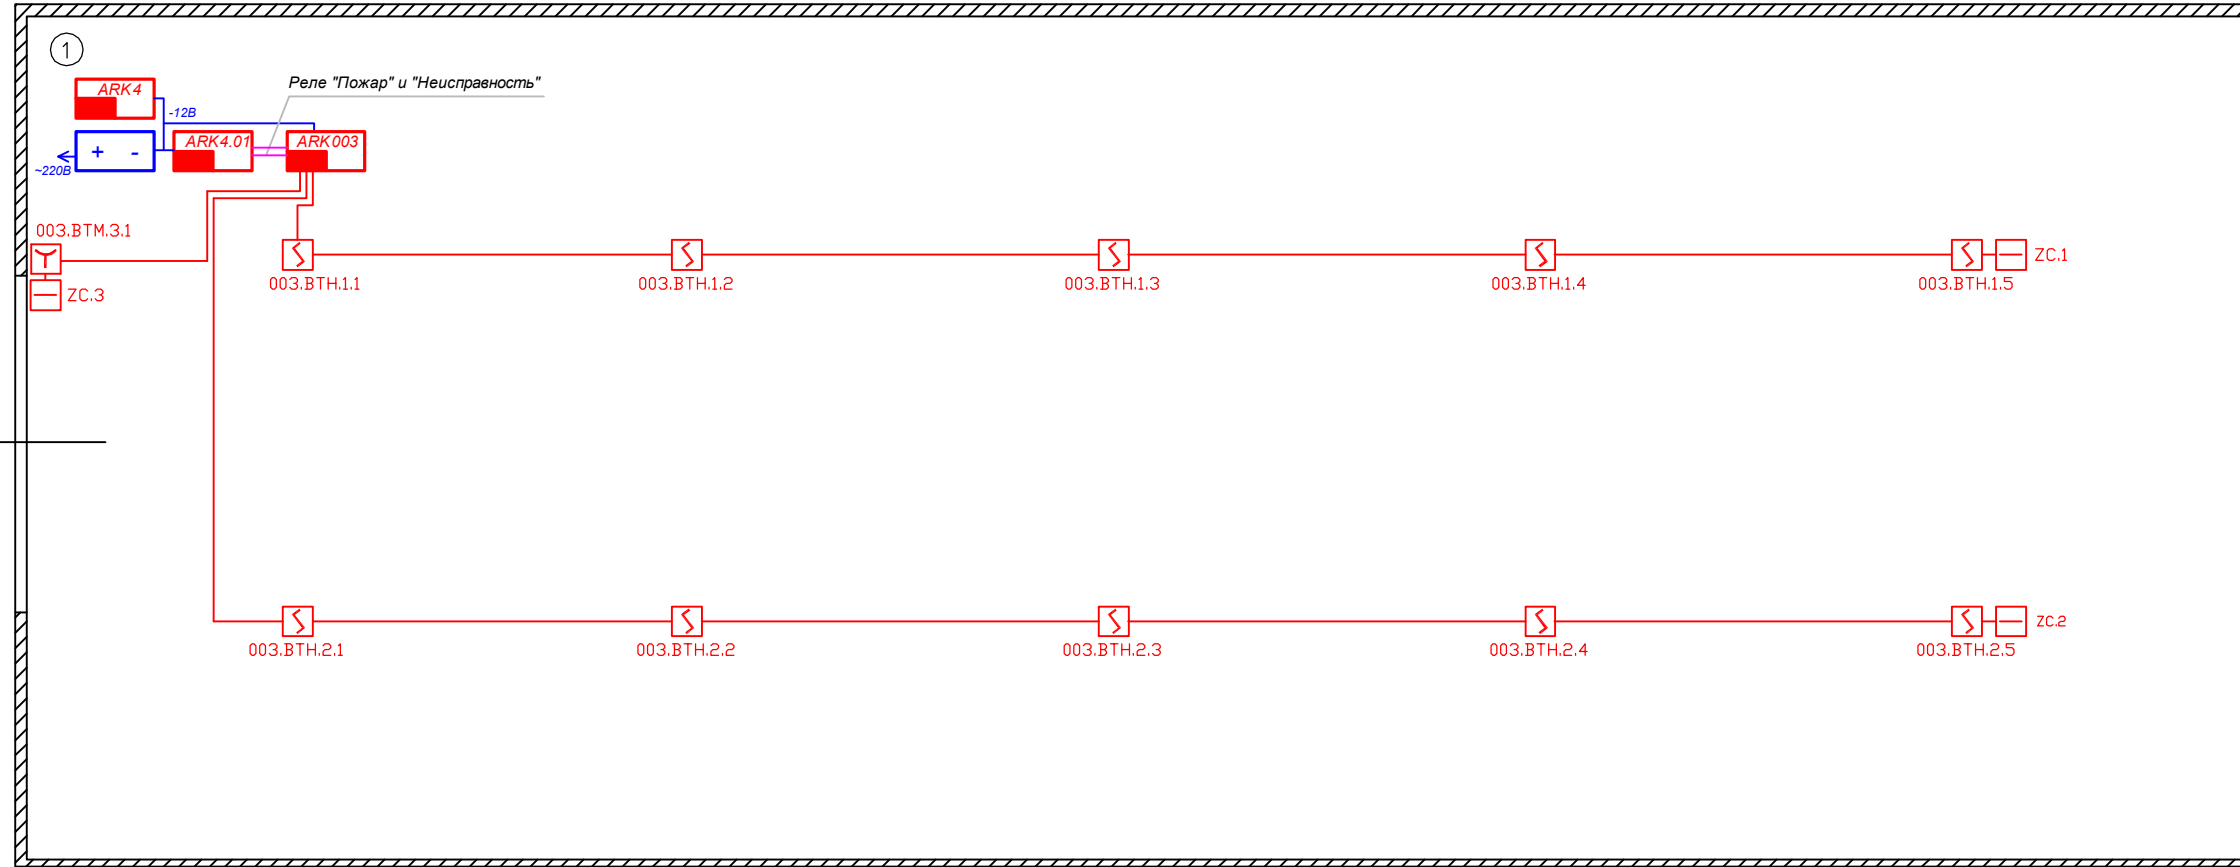 1
Реле "Пожар" и "Неисправность"
ARK4
-12В
ARK4.01
ARK003
+ -
~220В
003.BTM.3.1
ZC.3
003.BTH.1.1
003.BTH.1.2
003.BTH.1.3
003.BTH.1.4
003.BTH.1.5
ZC.1
003.BTH.2.1
003.BTH.2.2
003.BTH.2.3
003.BTH.2.4
003.BTH.2.5
ZC.2